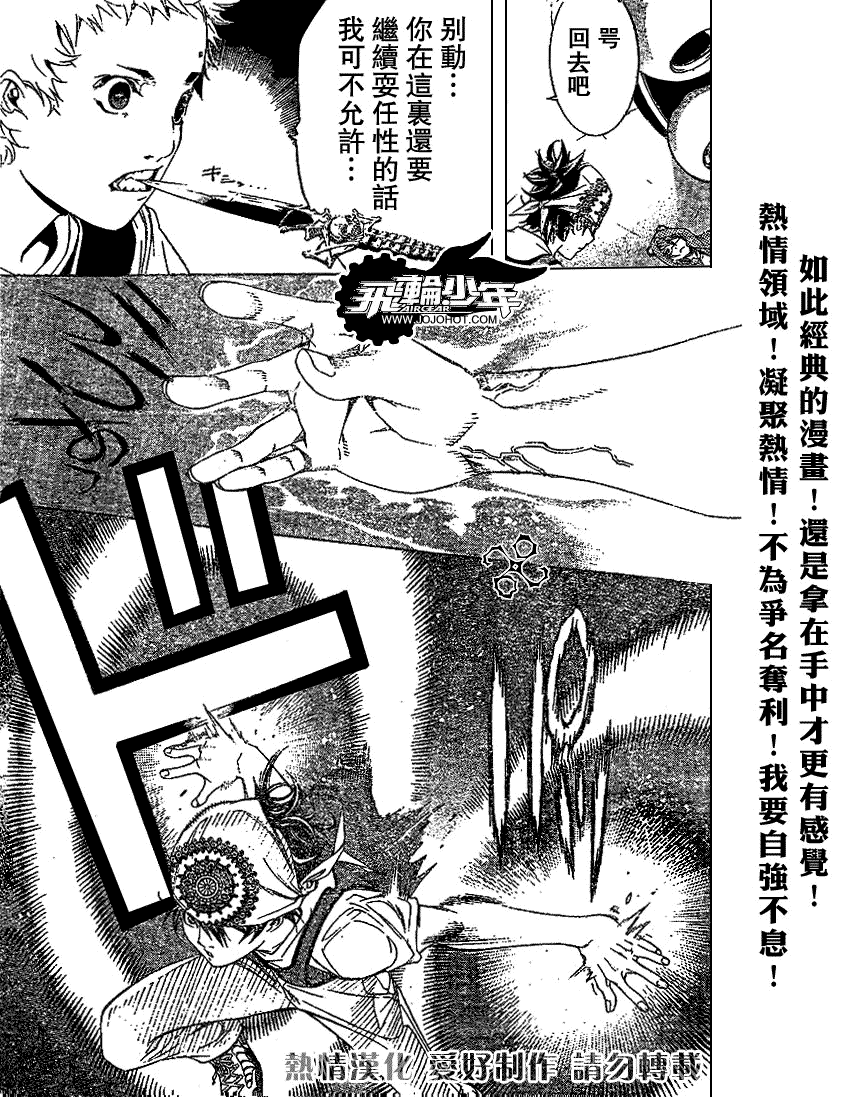 咢
回去吧
別動…
你在這裏還要
繼續耍任性的話
我可不允許…
キュ
飛輪少年
AIRGEAR
WWW.JOJOHOT.COM
ド
如此經典的漫畫！還是拿在手中才更有感覺！
熱情領域！凝聚熱情！不為爭名奪利！我要自強不息！
熱情漢化 愛好制作 請勿轉載